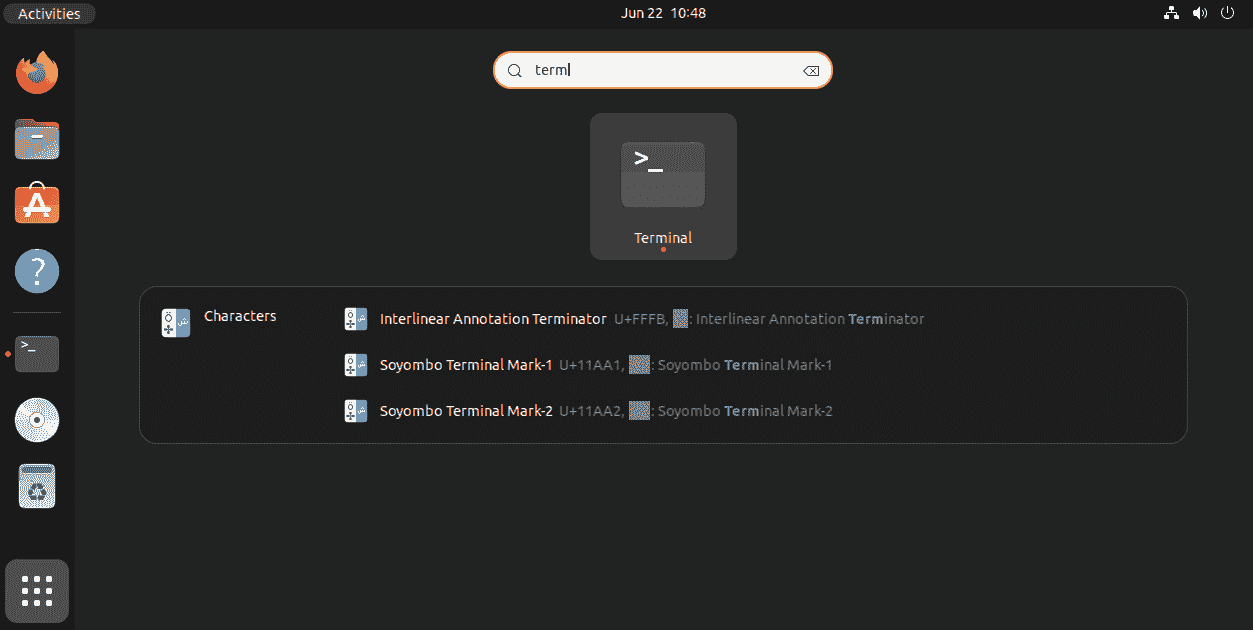 Activities
Jun 22 10:48
term
>_
Terminal
Characters
Interlinear Annotation Terminator U+FFFB, : Interlinear Annotation Terminator
Soyombo Terminal Mark-1 U+11AA1, : Soyombo Terminal Mark-1
Soyombo Terminal Mark-2 U+11AA2, : Soyombo Terminal Mark-2